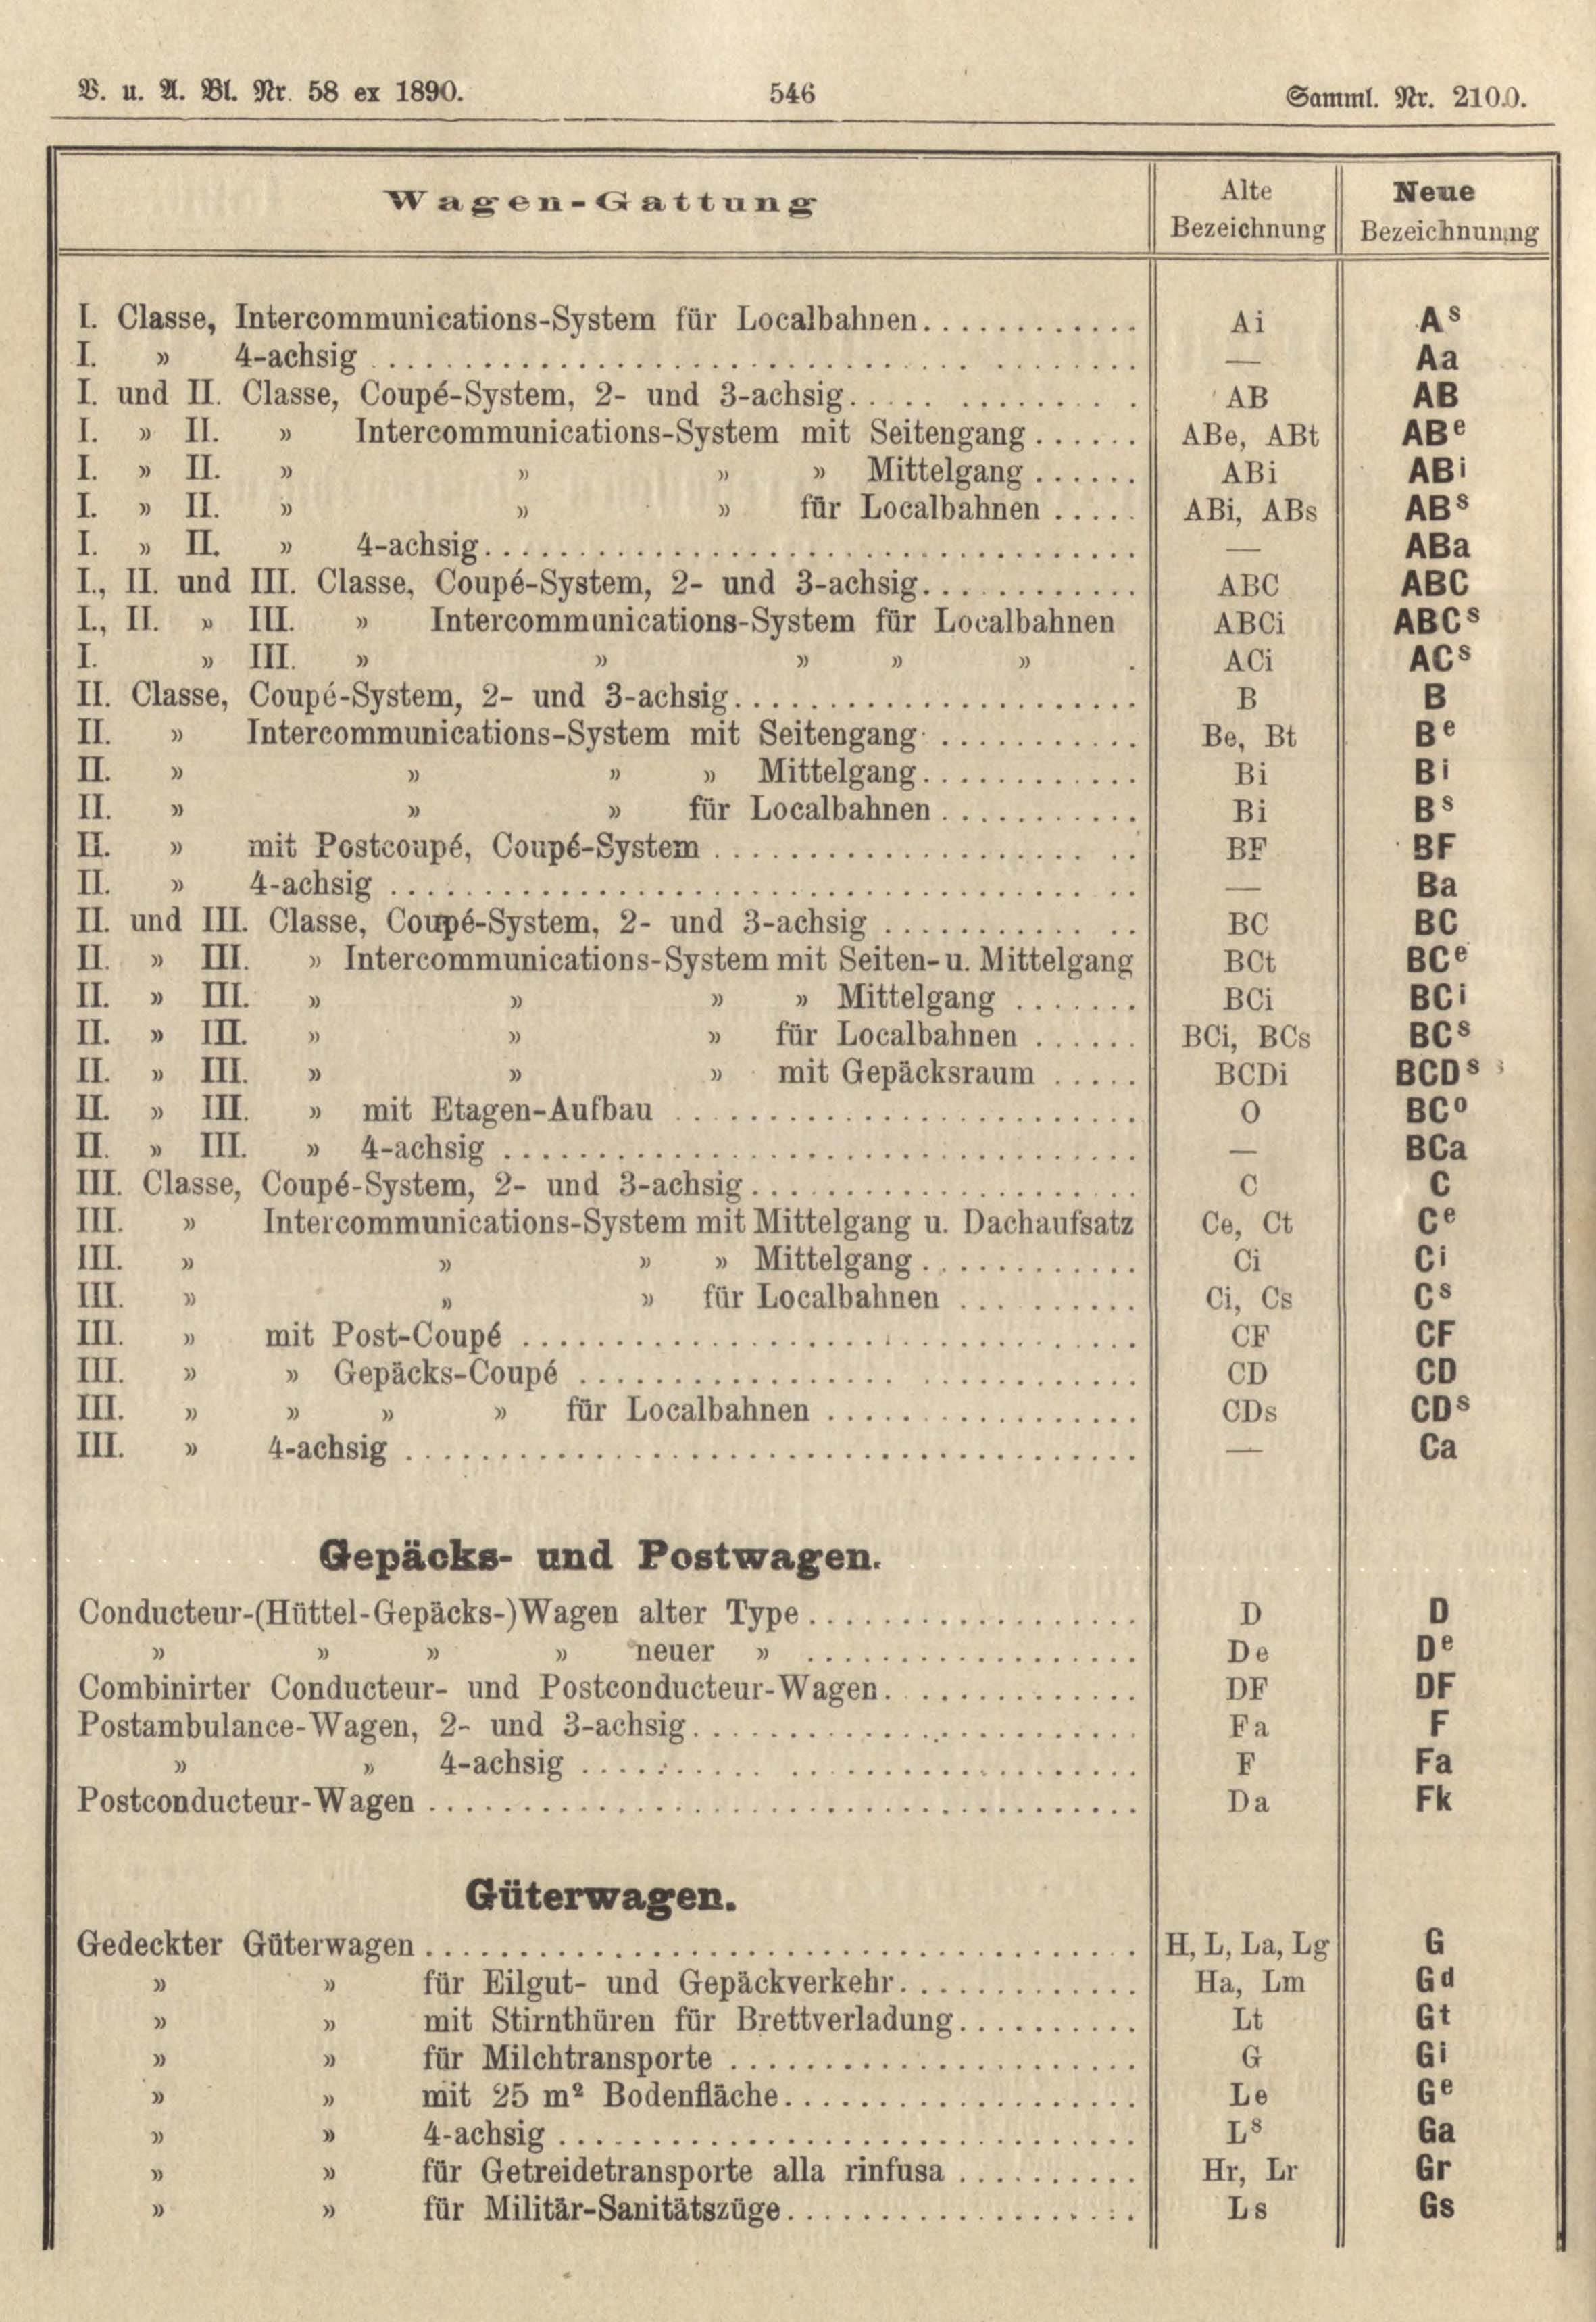 V. u. A. Bl. Nr. 58 ex 1890. 546 Samml. Nr. 2100.
Wagen-Gattung Alte Bezeichnung Neue Bezeichnung
I. Classe, Intercommunications-System für Localbahnen............ Ai Aˢ
I. » 4-achsig ........................................ — Aa
I. und II. Classe, Coupé-System, 2- und 3-achsig............... AB AB
I. » II. » Intercommunications-System mit Seitengang ...... ABe, ABt ABᵉ
I. » II. » » » » Mittelgang ...... ABi ABⁱ
I. » II. » » » für Localbahnen ..... ABi, ABs ABˢ
I. » II. » 4-achsig................................... — ABa
I., II. und III. Classe, Coupé-System, 2- und 3-achsig............ ABC ABC
I., II. » III. » Intercommunications-System für Localbahnen ABCi ABCˢ
I. » III. » » » » » . ACi ACˢ
II. Classe, Coupé-System, 2- und 3-achsig...................... B B
II. » Intercommunications-System mit Seitengang ........... Be, Bt Bᵉ
II. » » » » Mittelgang............ Bi Bⁱ
II. » » » für Localbahnen........... Bi Bˢ
II. » mit Postcoupé, Coupé-System ...................... BF BF
II. » 4-achsig ........................................ — Ba
II. und III. Classe, Coupé-System, 2- und 3-achsig ............. BC BC
II. » III. » Intercommunications-System mit Seiten- u. Mittelgang BCt BCᵉ
II. » III. » » » » Mittelgang ....... BCi BCⁱ
II. » III. » » » für Localbahnen ...... BCi, BCs BCˢ
II. » III. » » » mit Gepäcksraum ..... BCDi BCDˢ
II. » III. » mit Etagen-Aufbau ......................... O BCᵒ
II. » III. » 4-achsig .................................. — BCa
III. Classe, Coupé-System, 2- und 3-achsig..................... C C
III. » Intercommunications-System mit Mittelgang u. Dachaufsatz Ce, Ct Cᵉ
III. » » » » Mittelgang............ Ci Cⁱ
III. » » » für Localbahnen .......... Ci, Cs Cˢ
III. » mit Post-Coupé ................................. CF CF
III. » » Gepäcks-Coupé .............................. CD CD
III. » » » » für Localbahnen ................. CDs CDˢ
III. » 4-achsig ....................................... — Ca
Gepäcks- und Postwagen.
Conducteur-(Hüttel-Gepäcks-)Wagen alter Type.................. D D
» » » » neuer » .................. De Dᵉ
Combinirter Conducteur- und Postconducteur-Wagen.............. DF DF
Postambulance-Wagen, 2- und 3-achsig........................ Fa F
» » 4-achsig .............................. F Fa
Postconducteur-Wagen ...................................... Da Fk
Güterwagen.
Gedeckter Güterwagen ...................................... H, L, La, Lg G
» » für Eilgut- und Gepäckverkehr............. Ha, Lm Gd
» » mit Stirnthüren für Brettverladung.......... Lt Gt
» » für Milchtransporte ...................... G Gi
» » mit 25 m² Bodenfläche................... Le Gᵉ
» » 4-achsig ............................... Lˢ Ga
» » für Getreidetransporte alla rinfusa .......... Hr, Lr Gr
» » für Militär-Sanitätszüge................... Ls Gs